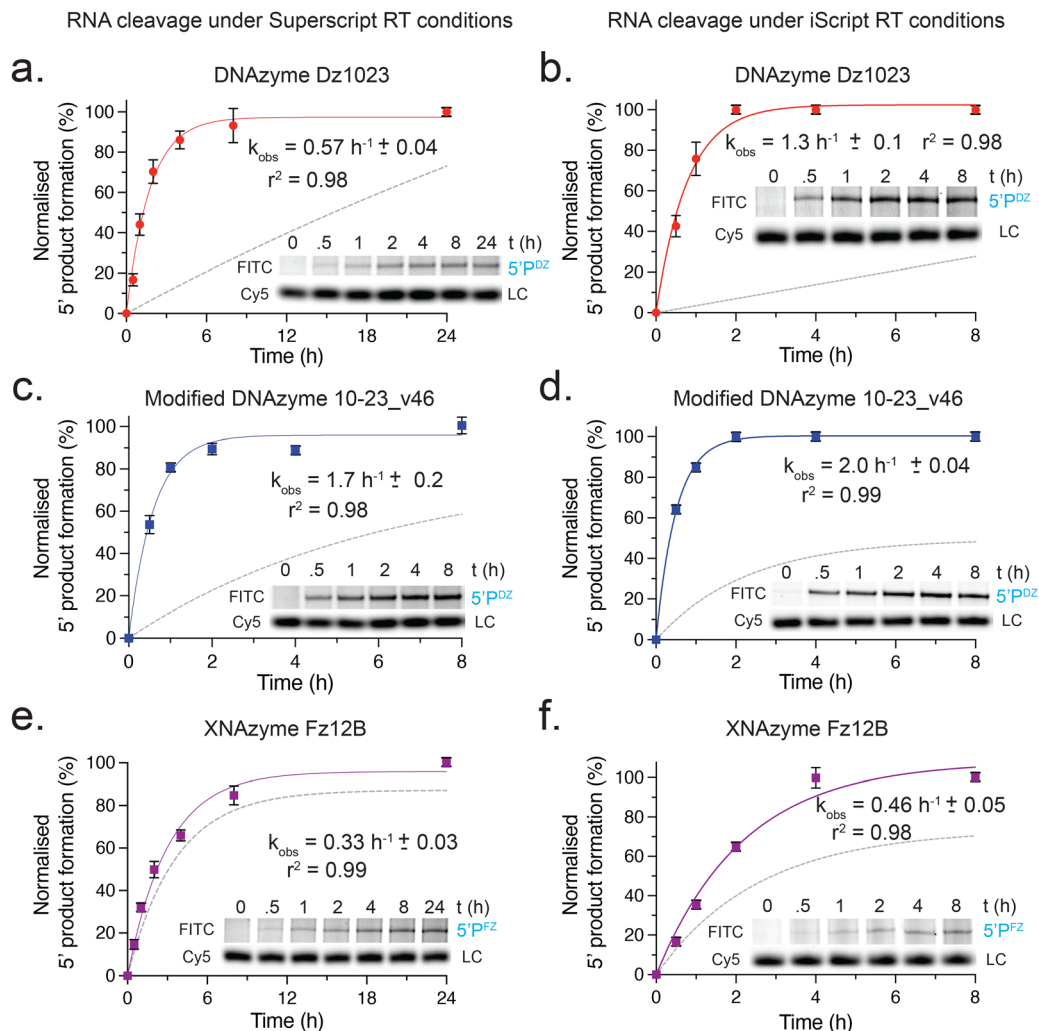 RNA cleavage under Superscript RT conditions
RNA cleavage under iScript RT conditions
a.
DNAzyme Dz1023
Normalised
5' product formation (%)
100
80
60
40
20
0
k_obs = 0.57 h⁻¹ ± 0.04
r² = 0.98
0 .5 1 2 4 8 24 t (h)
FITC 5'P^DZ
Cy5 LC
0 6 12 18 24
Time (h)
b.
DNAzyme Dz1023
Normalised
5' product formation (%)
100
80
60
40
20
0
k_obs = 1.3 h⁻¹ ± 0.1 r² = 0.98
0 .5 1 2 4 8 t (h)
FITC 5'P^DZ
Cy5 LC
0 2 4 6 8
Time (h)
c.
Modified DNAzyme 10-23_v46
Normalised
5' product formation (%)
100
80
60
40
20
0
k_obs = 1.7 h⁻¹ ± 0.2
r² = 0.98
0 .5 1 2 4 8 t (h)
FITC 5'P^DZ
Cy5 LC
0 2 4 6 8
Time (h)
d.
Modified DNAzyme 10-23_v46
Normalised
5' product formation (%)
100
80
60
40
20
0
k_obs = 2.0 h⁻¹ ± 0.04
r² = 0.99
0 .5 1 2 4 8 t (h)
FITC 5'P^DZ
Cy5 LC
0 2 4 6 8
Time (h)
e.
XNAzyme Fz12B
Normalised
5' product formation (%)
100
80
60
40
20
0
k_obs = 0.33 h⁻¹ ± 0.03
r² = 0.99
0 .5 1 2 4 8 24 t (h)
FITC 5'P^FZ
Cy5 LC
0 6 12 18 24
Time (h)
f.
XNAzyme Fz12B
Normalised
5' product formation (%)
100
80
60
40
20
0
k_obs = 0.46 h⁻¹ ± 0.05
r² = 0.98
0 .5 1 2 4 8 t (h)
FITC 5'P^FZ
Cy5 LC
0 2 4 6 8
Time (h)